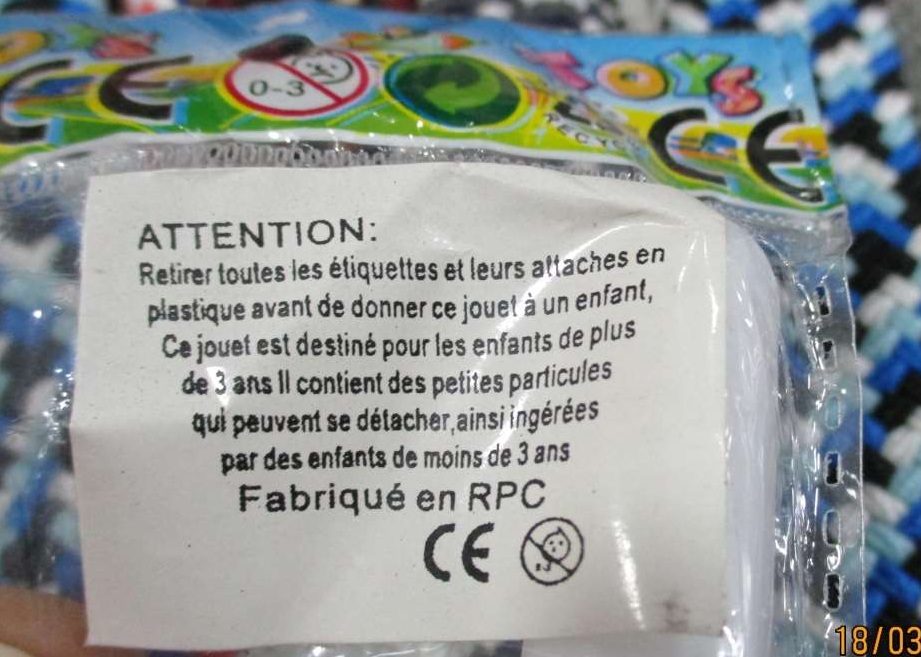 CE CE
0-3
TOYS
RECYC
ATTENTION:
Retirer toutes les étiquettes et leurs attaches en
plastique avant de donner ce jouet à un enfant,
Ce jouet est destiné pour les enfants de plus
de 3 ans Il contient des petites particules
qui peuvent se détacher,ainsi ingérées
par des enfants de moins de 3 ans
Fabriqué en RPC
CE
18/03